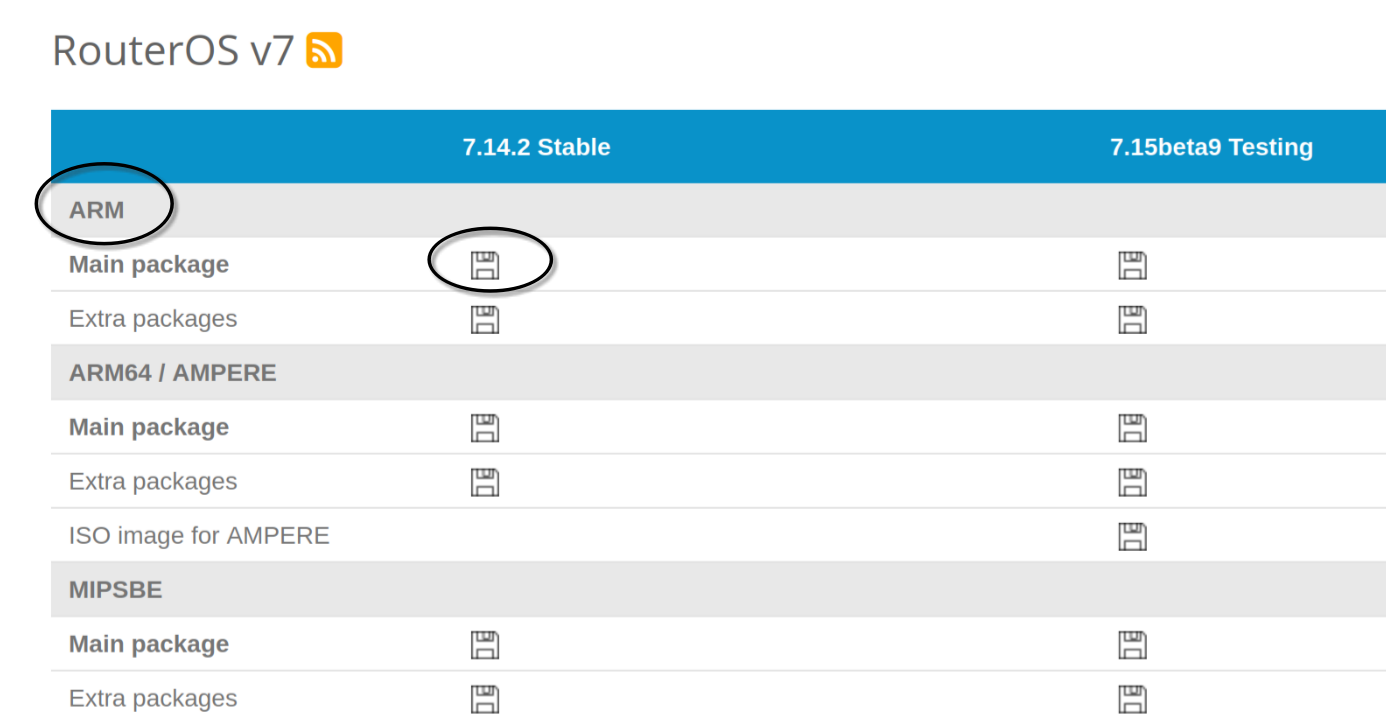 RouterOS v7
7.14.2 Stable 7.15beta9 Testing
ARM
Main package
Extra packages
ARM64 / AMPERE
Main package
Extra packages
ISO image for AMPERE
MIPSBE
Main package
Extra packages